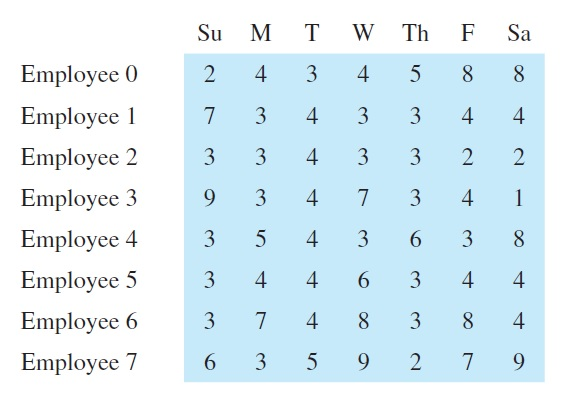 Su M T W Th F Sa
Employee 0 2 4 3 4 5 8 8
Employee 1 7 3 4 3 3 4 4
Employee 2 3 3 4 3 3 2 2
Employee 3 9 3 4 7 3 4 1
Employee 4 3 5 4 3 6 3 8
Employee 5 3 4 4 6 3 4 4
Employee 6 3 7 4 8 3 8 4
Employee 7 6 3 5 9 2 7 9